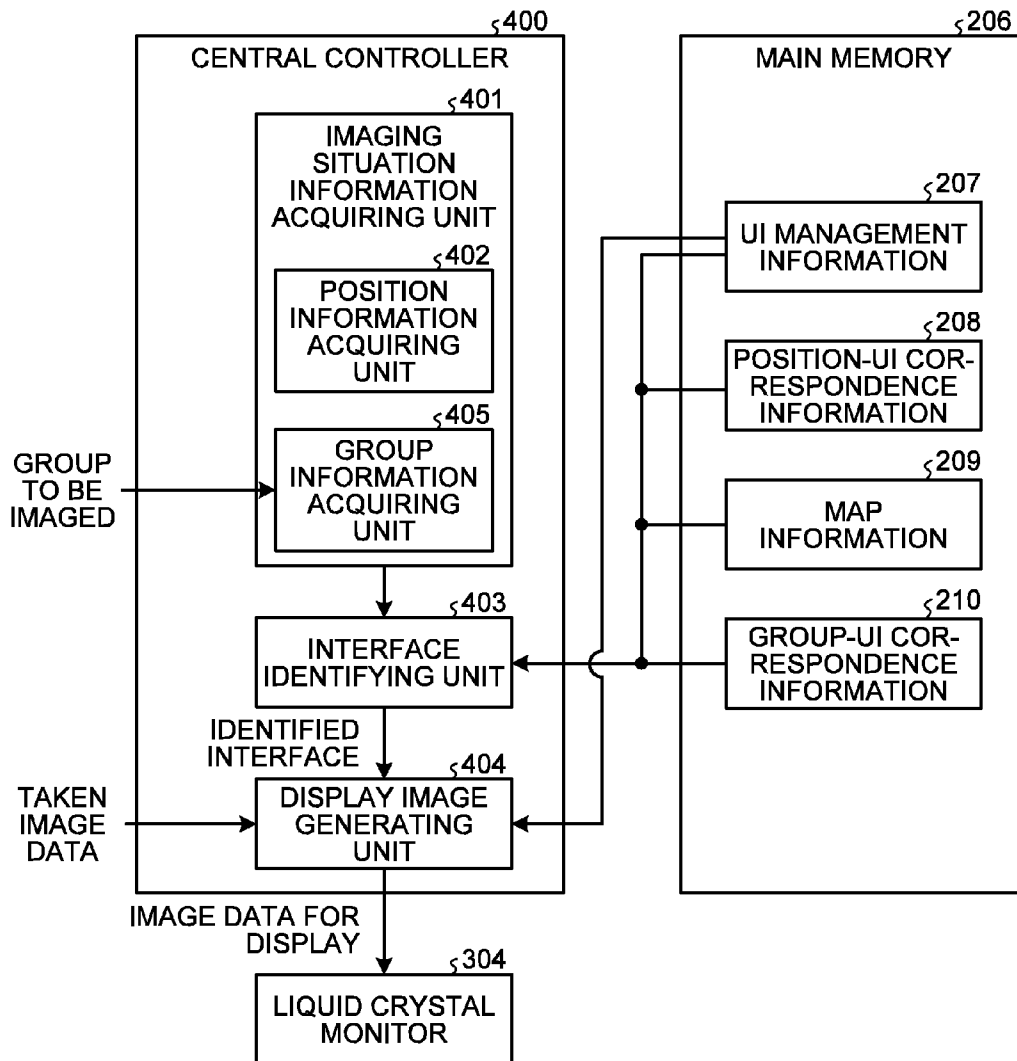 400
CENTRAL CONTROLLER
401
IMAGING
SITUATION
INFORMATION
ACQUIRING UNIT
402
POSITION
INFORMATION
ACQUIRING
UNIT
405
GROUP
INFORMATION
ACQUIRING
UNIT
GROUP
TO BE
IMAGED
403
INTERFACE
IDENTIFYING UNIT
IDENTIFIED
INTERFACE
404
DISPLAY IMAGE
GENERATING
UNIT
TAKEN
IMAGE
DATA
IMAGE DATA FOR
DISPLAY
304
LIQUID CRYSTAL
MONITOR
206
MAIN MEMORY
207
UI MANAGEMENT
INFORMATION
208
POSITION-UI COR-
RESPONDENCE
INFORMATION
209
MAP
INFORMATION
210
GROUP-UI COR-
RESPONDENCE
INFORMATION